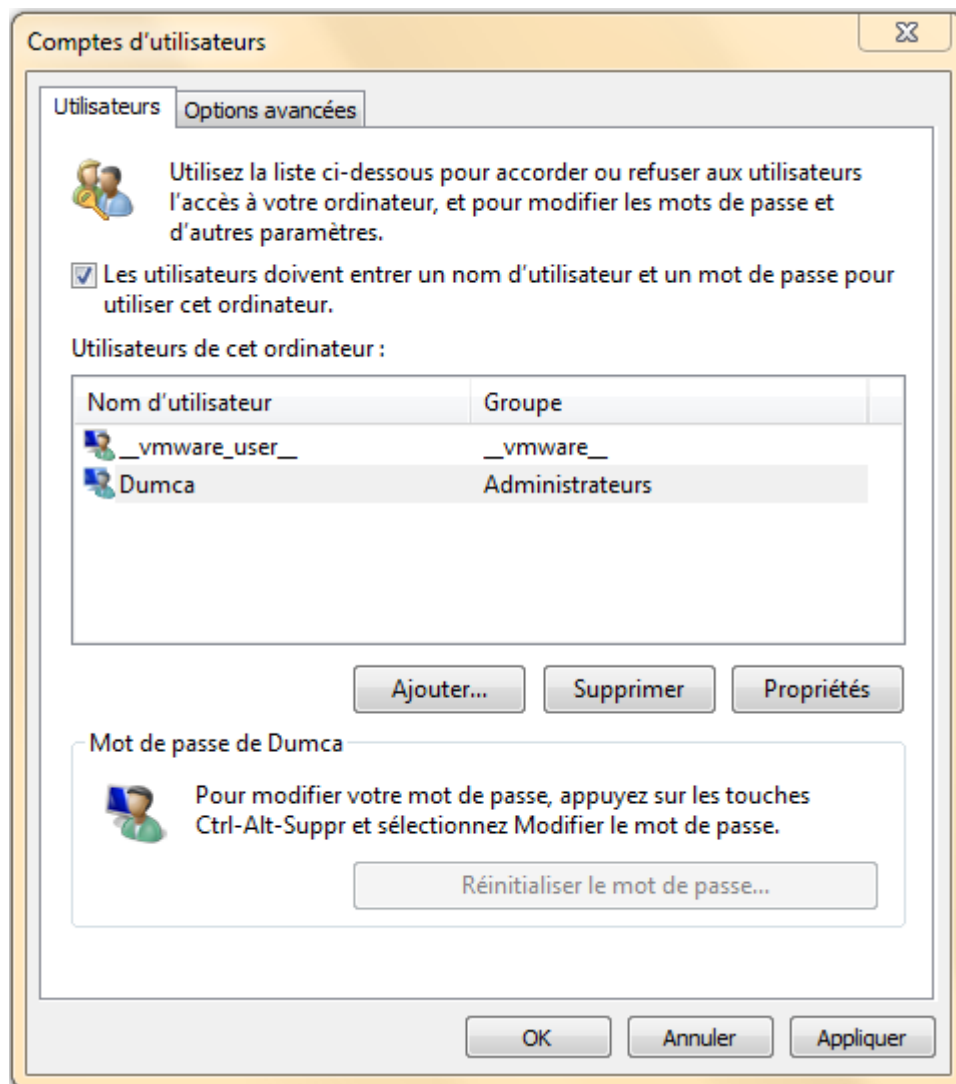 Comptes d'utilisateurs
Utilisateurs Options avancées
Utilisez la liste ci-dessous pour accorder ou refuser aux utilisateurs
l'accès à votre ordinateur, et pour modifier les mots de passe et
d'autres paramètres.
Les utilisateurs doivent entrer un nom d'utilisateur et un mot de passe pour
utiliser cet ordinateur.
Utilisateurs de cet ordinateur :
Nom d'utilisateur Groupe
__vmware_user__ __vmware__
Dumca Administrateurs
Ajouter... Supprimer Propriétés
Mot de passe de Dumca
Pour modifier votre mot de passe, appuyez sur les touches
Ctrl-Alt-Suppr et sélectionnez Modifier le mot de passe.
Réinitialiser le mot de passe...
OK Annuler Appliquer